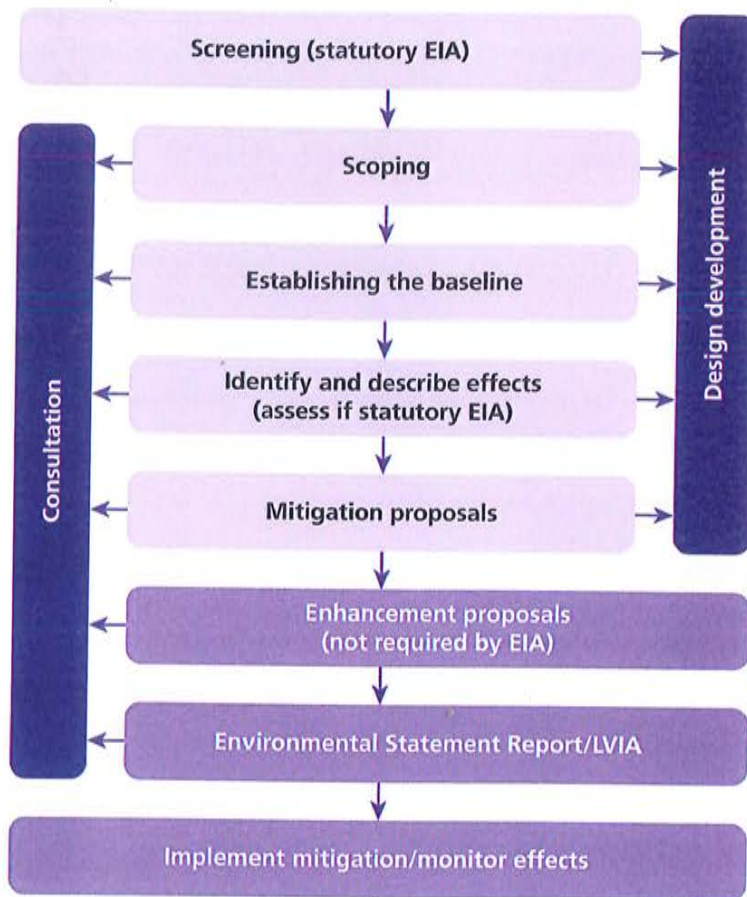 Screening (statutory EIA)
Scoping
Establishing the baseline
Identify and describe effects
(assess if statutory EIA)
Mitigation proposals
Enhancement proposals
(not required by EIA)
Environmental Statement Report/LVIA
Implement mitigation/monitor effects
Consultation
Design development